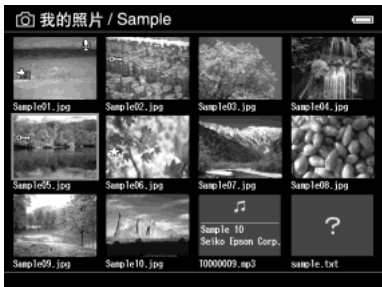 我的照片 / Sample
Sample01.jpg Sample02.jpg Sample03.jpg Sample04.jpg
Sample05.jpg Sample06.jpg Sample07.jpg Sample08.jpg
Sample 10
Seiko Epson Corp.
Sample09.jpg Sample10.jpg T0000009.mp3 sample.txt